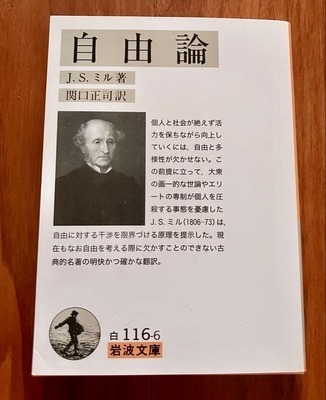 自由論
J.S.ミル著
関口正司訳
個人と社会が絶えず活
力を保ちながら向上し
ていくには，自由と多
様性が欠かせない。こ
の前提に立って，大衆
の画一的な世論やエリ
ートの専制が個人を圧
殺する事態を憂慮した
J.S.ミル(1806-73)は，
自由に対する干渉を限界づける原理を提示した。現
在もなお自由を考える際に欠かすことのできない古
典的名著の明快かつ確かな翻訳。
白116-6
岩波文庫